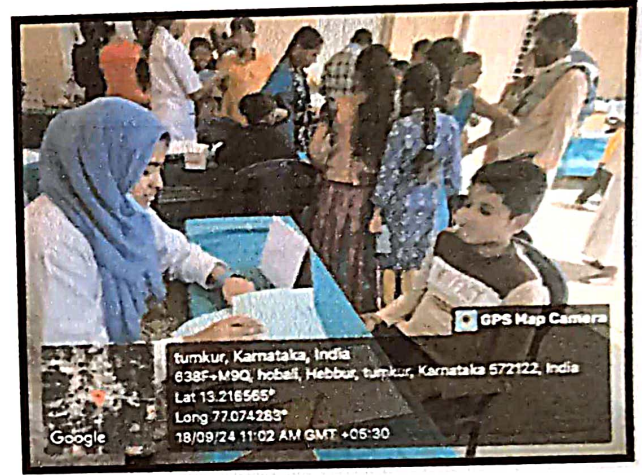 GPS Map Camera
tumkur, Karnataka, India
638F+M9Q, hobali, Hebbur, tumkur, Karnataka 572122, India
Lat 13.216565°
Long 77.074283°
18/09/24 11:02 AM GMT +05:30
Google